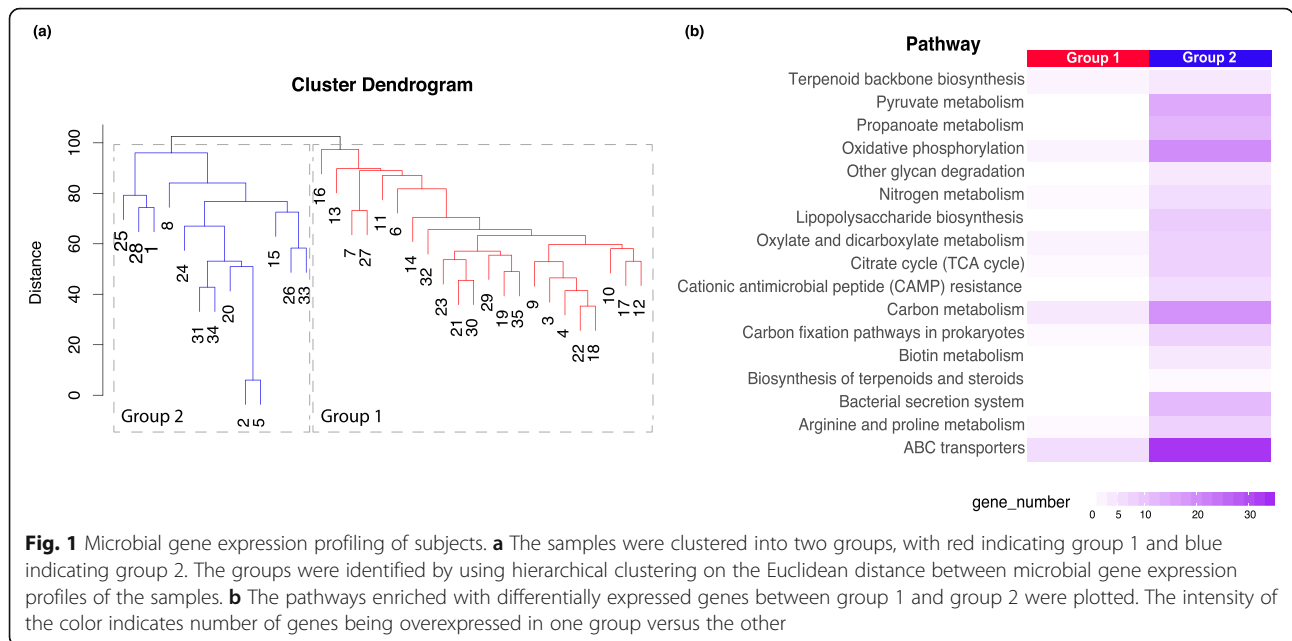 (a)
Cluster Dendrogram
Distance
100
80
60
40
20
0
25
28
1
8
24
31
34
20
2
5
15
26
33
16
13
7
27
11
6
14
32
23
21
30
29
19
35
9
3
4
22
18
10
17
12
Group 2
Group 1
(b)
Pathway
Group 1 Group 2
Terpenoid backbone biosynthesis
Pyruvate metabolism
Propanoate metabolism
Oxidative phosphorylation
Other glycan degradation
Nitrogen metabolism
Lipopolysaccharide biosynthesis
Oxylate and dicarboxylate metabolism
Citrate cycle (TCA cycle)
Cationic antimicrobial peptide (CAMP) resistance
Carbon metabolism
Carbon fixation pathways in prokaryotes
Biotin metabolism
Biosynthesis of terpenoids and steroids
Bacterial secretion system
Arginine and proline metabolism
ABC transporters
gene_number
0 5 10 20 30
Fig. 1 Microbial gene expression profiling of subjects. a The samples were clustered into two groups, with red indicating group 1 and blue
indicating group 2. The groups were identified by using hierarchical clustering on the Euclidean distance between microbial gene expression
profiles of the samples. b The pathways enriched with differentially expressed genes between group 1 and group 2 were plotted. The intensity of
the color indicates number of genes being overexpressed in one group versus the other